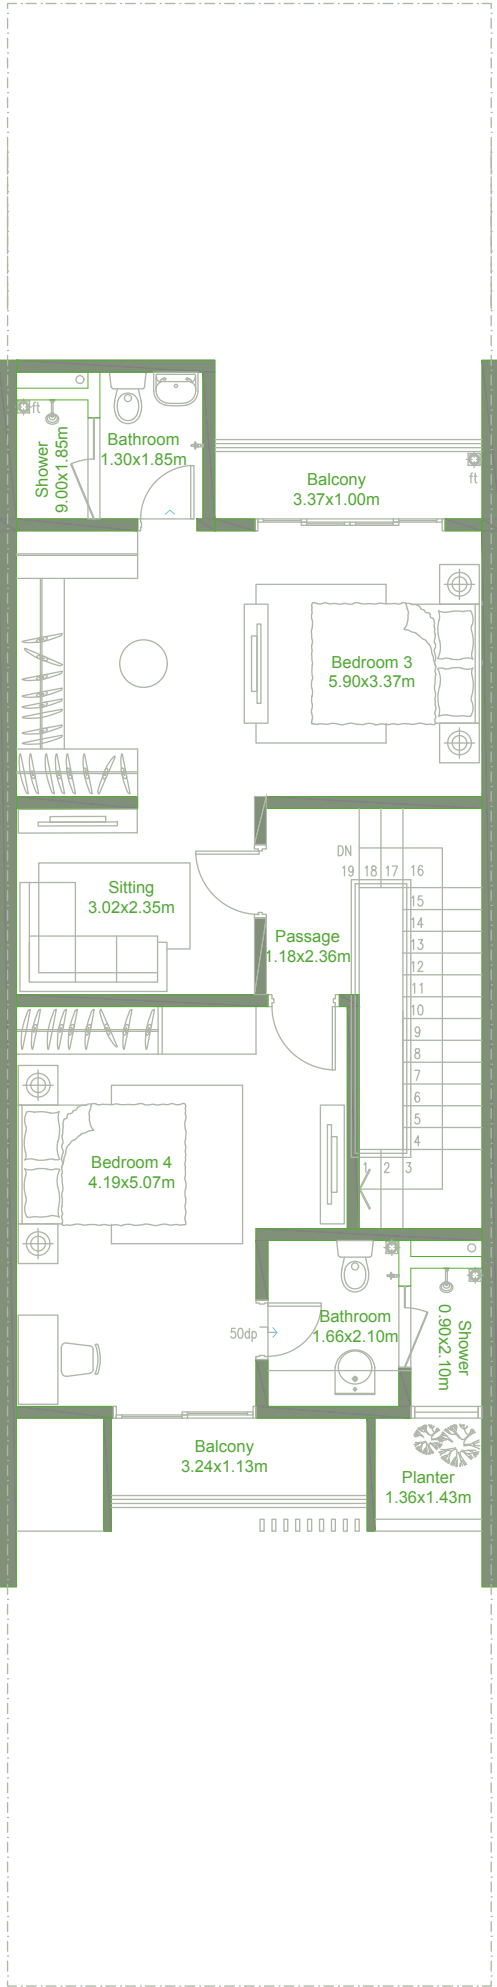 ft
Shower
9.00x1.85m
Bathroom
1.30x1.85m
Balcony
3.37x1.00m
ft
Bedroom 3
5.90x3.37m
DN
19
18
17
16
15
14
13
12
11
10
9
8
7
6
5
4
1
2
3
Sitting
3.02x2.35m
Passage
1.18x2.36m
Bedroom 4
4.19x5.07m
50dp
Bathroom
1.66x2.10m
Shower
0.90x2.10m
Balcony
3.24x1.13m
Planter
1.36x1.43m